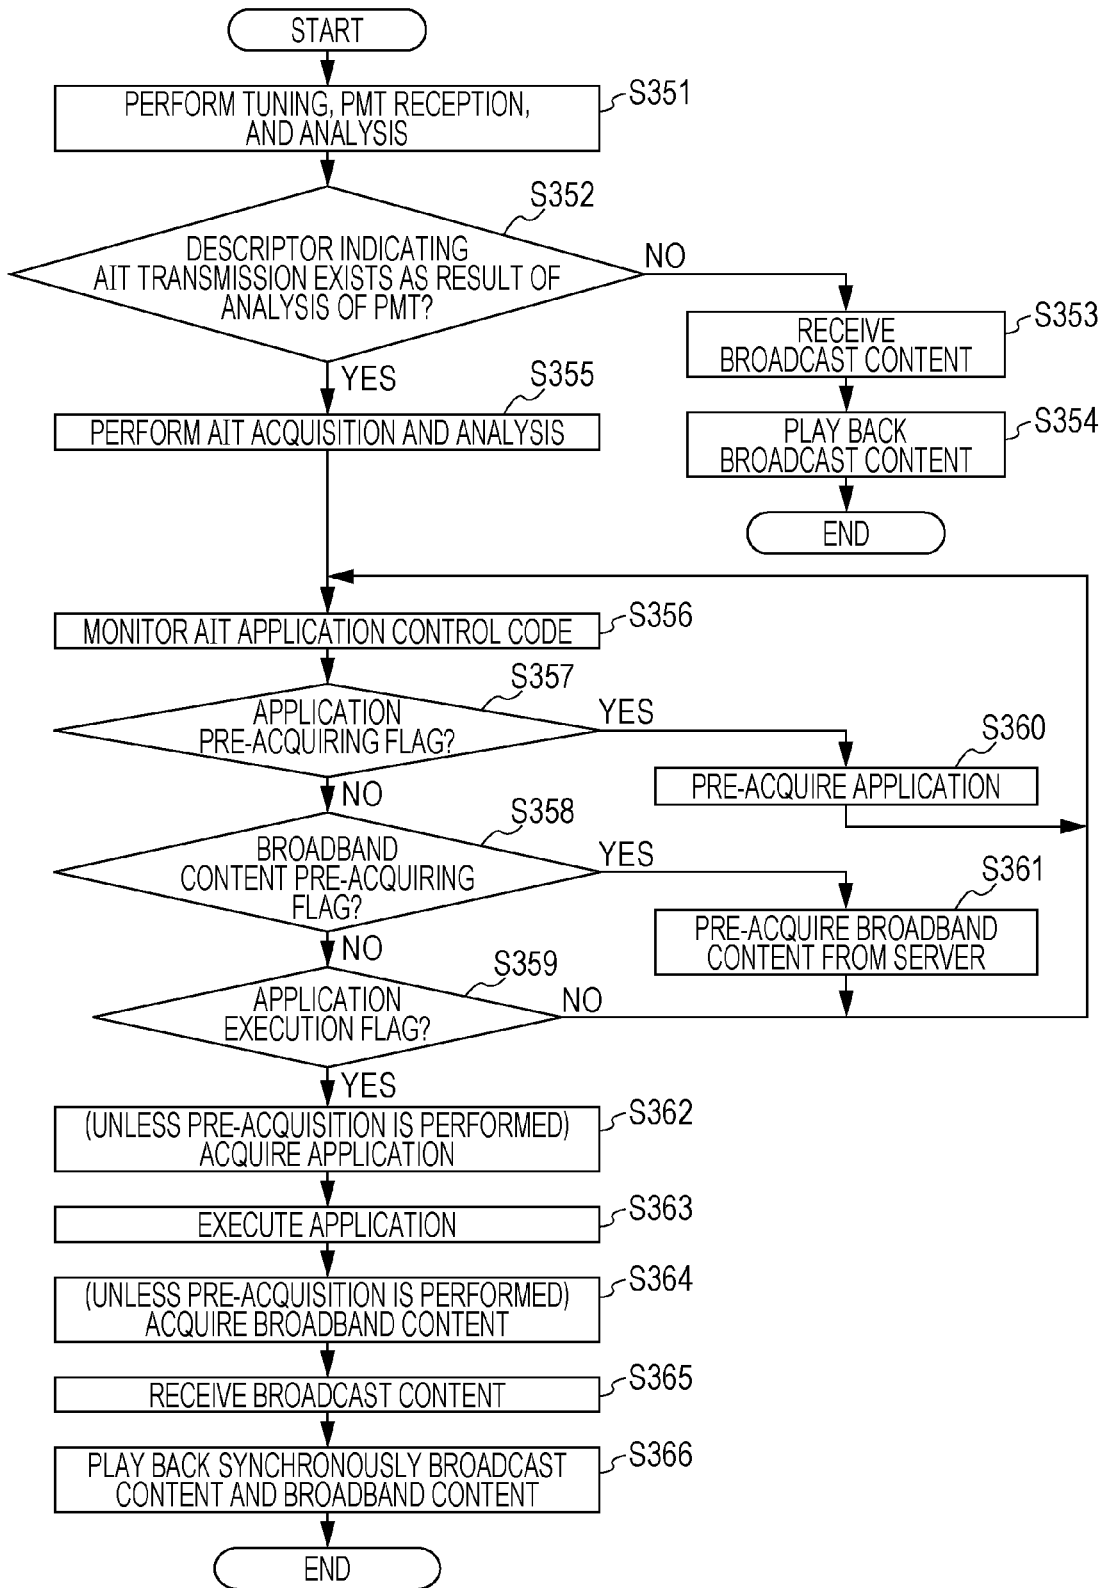 START
PERFORM TUNING, PMT RECEPTION,
AND ANALYSIS
S351
S352
DESCRIPTOR INDICATING
AIT TRANSMISSION EXISTS AS RESULT OF
ANALYSIS OF PMT?
NO
YES
RECEIVE
BROADCAST CONTENT
S353
PLAY BACK
BROADCAST CONTENT
S354
END
S355
PERFORM AIT ACQUISITION AND ANALYSIS
MONITOR AIT APPLICATION CONTROL CODE
S356
S357
APPLICATION
PRE-ACQUIRING FLAG?
YES
NO
S360
PRE-ACQUIRE APPLICATION
S358
BROADBAND
CONTENT PRE-ACQUIRING
FLAG?
YES
NO
S361
PRE-ACQUIRE BROADBAND
CONTENT FROM SERVER
S359
APPLICATION
EXECUTION FLAG?
NO
YES
(UNLESS PRE-ACQUISITION IS PERFORMED)
ACQUIRE APPLICATION
S362
EXECUTE APPLICATION
S363
(UNLESS PRE-ACQUISITION IS PERFORMED)
ACQUIRE BROADBAND CONTENT
S364
RECEIVE BROADCAST CONTENT
S365
PLAY BACK SYNCHRONOUSLY BROADCAST
CONTENT AND BROADBAND CONTENT
S366
END